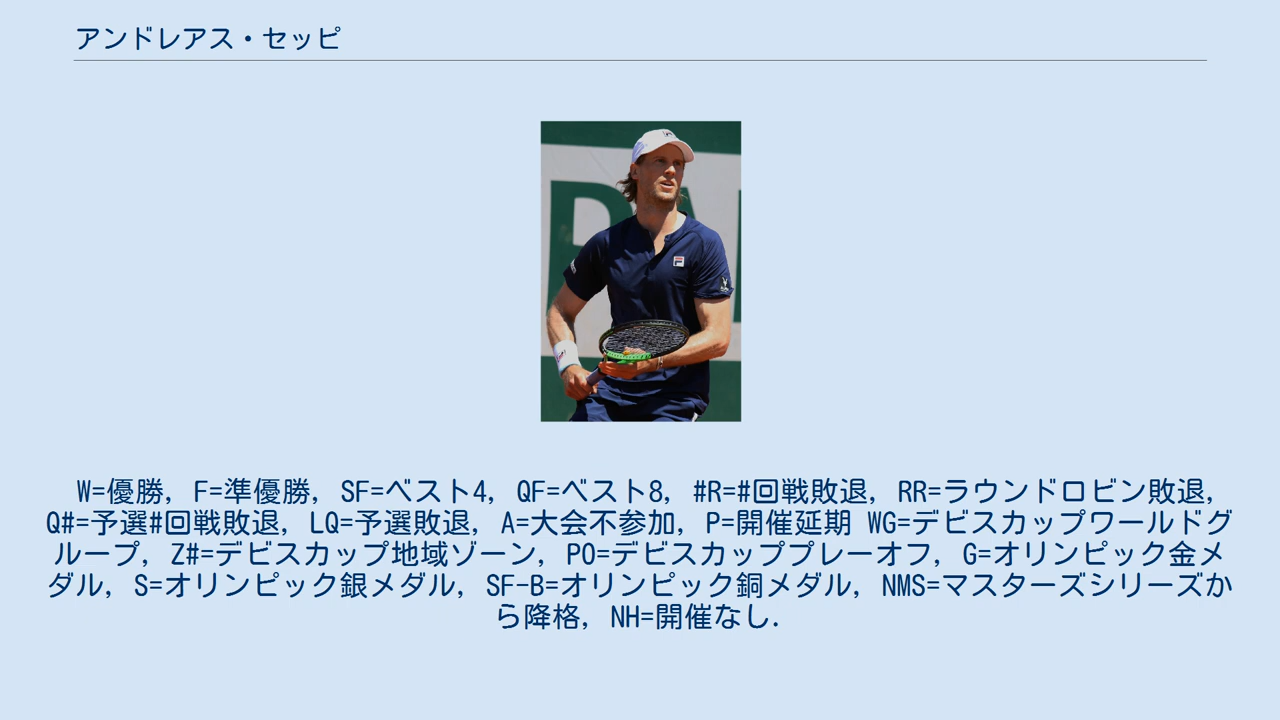 アンドレアス・セッピ
W=優勝, F=準優勝, SF=ベスト4, QF=ベスト8, #R=#回戦敗退, RR=ラウンドロビン敗退,
Q#=予選#回戦敗退, LQ=予選敗退, A=大会不参加, P=開催延期 WG=デビスカップワールドグ
ループ, Z#=デビスカップ地域ゾーン, PO=デビスカッププレーオフ, G=オリンピック金メ
ダル, S=オリンピック銀メダル, SF-B=オリンピック銅メダル, NMS=マスターズシリーズか
ら降格, NH=開催なし.